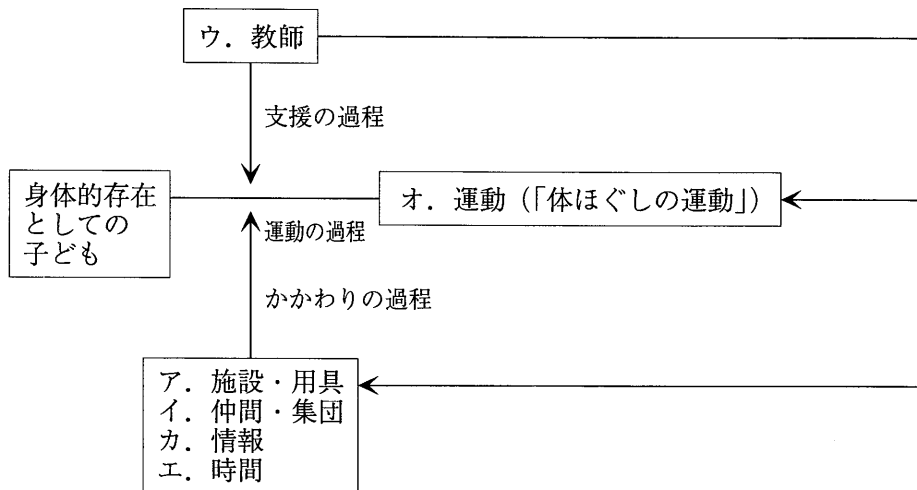 ウ．教師
支援の過程
身体的存在
としての
子ども
オ．運動（「体ほぐしの運動」）
運動の過程
かかわりの過程
ア．施設・用具
イ．仲間・集団
カ．情報
エ．時間